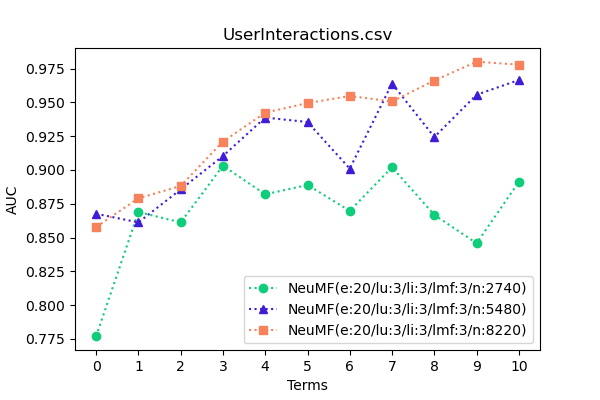 UserInteractions.csv
AUC
0.975
0.950
0.925
0.900
0.875
0.850
0.825
0.800
0.775
NeuMF(e:20/lu:3/li:3/lmf:3/n:2740)
NeuMF(e:20/lu:3/li:3/lmf:3/n:5480)
NeuMF(e:20/lu:3/li:3/lmf:3/n:8220)
0 1 2 3 4 5 6 7 8 9 10
Terms